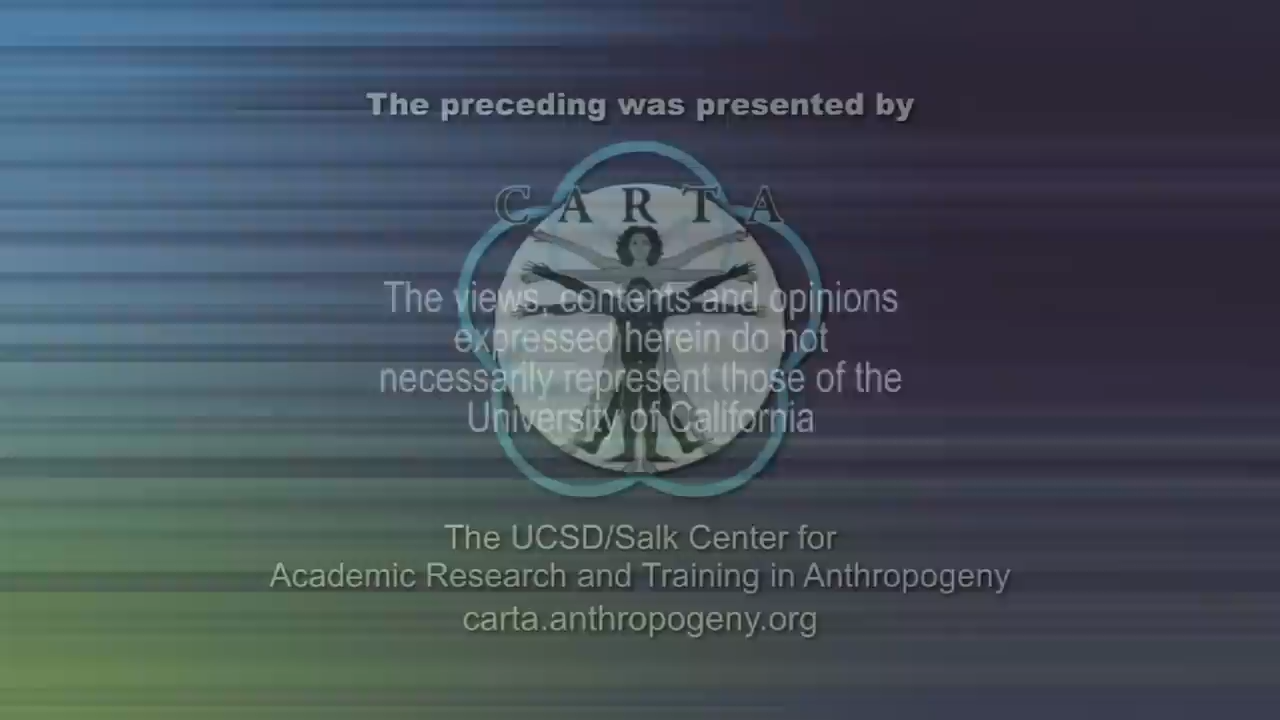 The preceding was presented by
CARTA
The views, contents and opinions
expressed herein do not
necessarily represent those of the
University of California
The UCSD/Salk Center for
Academic Research and Training in Anthropogeny
carta.anthropogeny.org